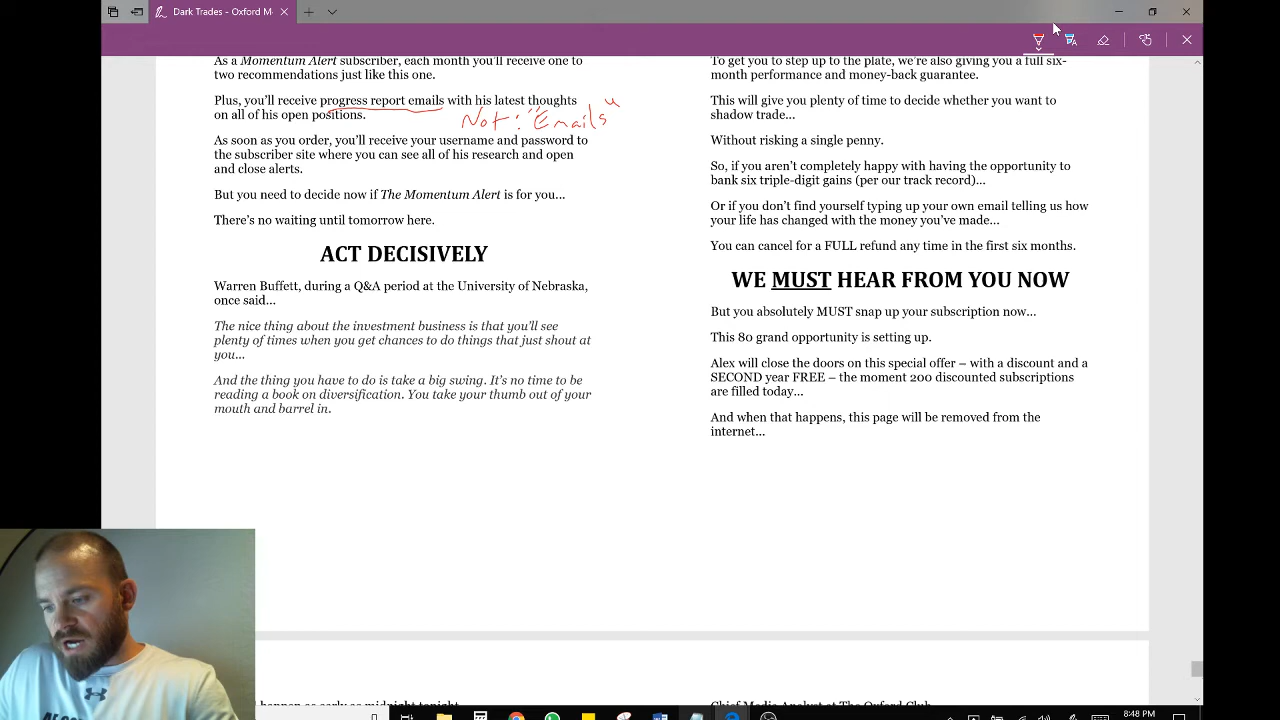 Dark Trades - Oxford M
As a Momentum Alert subscriber, each month you'll receive one to
two recommendations just like this one.
Plus, you'll receive progress report emails with his latest thoughts
on all of his open positions.
Not: "Emails"
As soon as you order, you'll receive your username and password to
the subscriber site where you can see all of his research and open
and close alerts.
But you need to decide now if The Momentum Alert is for you...
There's no waiting until tomorrow here.
ACT DECISIVELY
Warren Buffett, during a Q&A period at the University of Nebraska,
once said...
The nice thing about the investment business is that you'll see
plenty of times when you get chances to do things that just shout at
you...
And the thing you have to do is take a big swing. It's no time to be
reading a book on diversification. You take your thumb out of your
mouth and barrel in.
To get you to step up to the plate, we're also giving you a full six-
month performance and money-back guarantee.
This will give you plenty of time to decide whether you want to
shadow trade...
Without risking a single penny.
So, if you aren't completely happy with having the opportunity to
bank six triple-digit gains (per our track record)...
Or if you don't find yourself typing up your own email telling us how
your life has changed with the money you've made...
You can cancel for a FULL refund any time in the first six months.
WE MUST HEAR FROM YOU NOW
But you absolutely MUST snap up your subscription now...
This 80 grand opportunity is setting up.
Alex will close the doors on this special offer – with a discount and a
SECOND year FREE – the moment 200 discounted subscriptions
are filled today...
And when that happens, this page will be removed from the
internet...
happen as early as midnight tonight
Chief Media Analyst at The Oxford Club
8:48 PM